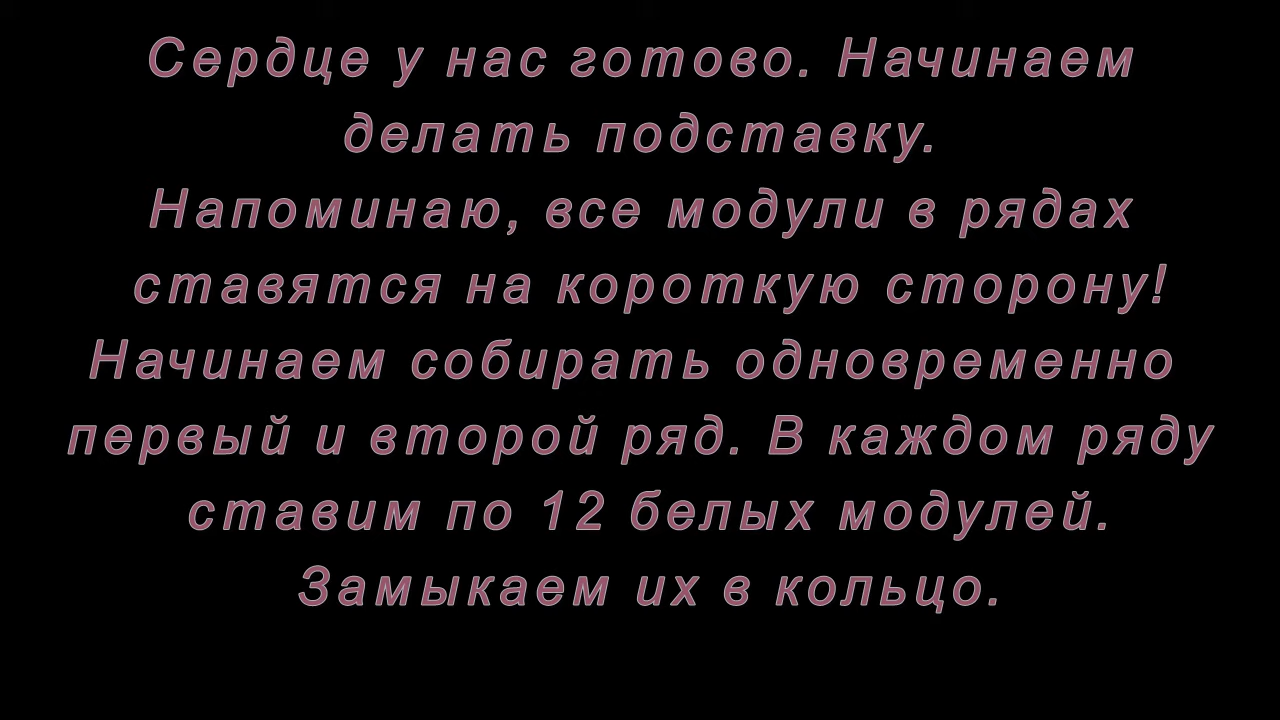 Сердце у нас готово. Начинаем
делать подставку.
Напоминаю, все модули в рядах
ставятся на короткую сторону!
Начинаем собирать одновременно
первый и второй ряд. В каждом ряду
ставим по 12 белых модулей.
Замыкаем их в кольцо.